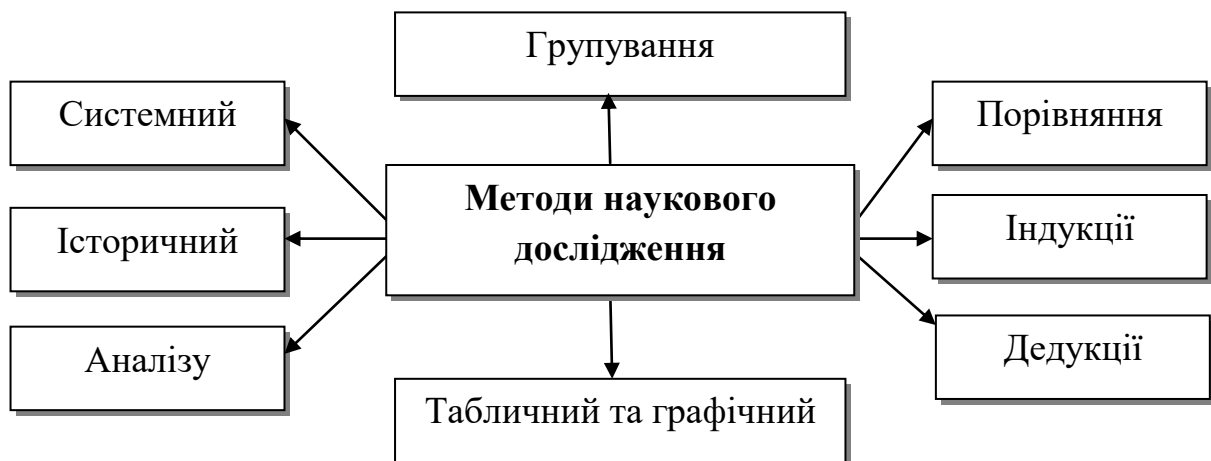 Групування
Системний
Порівняння
Методи наукового
дослідження
Історичний
Індукції
Аналізу
Дедукції
Табличний та графічний